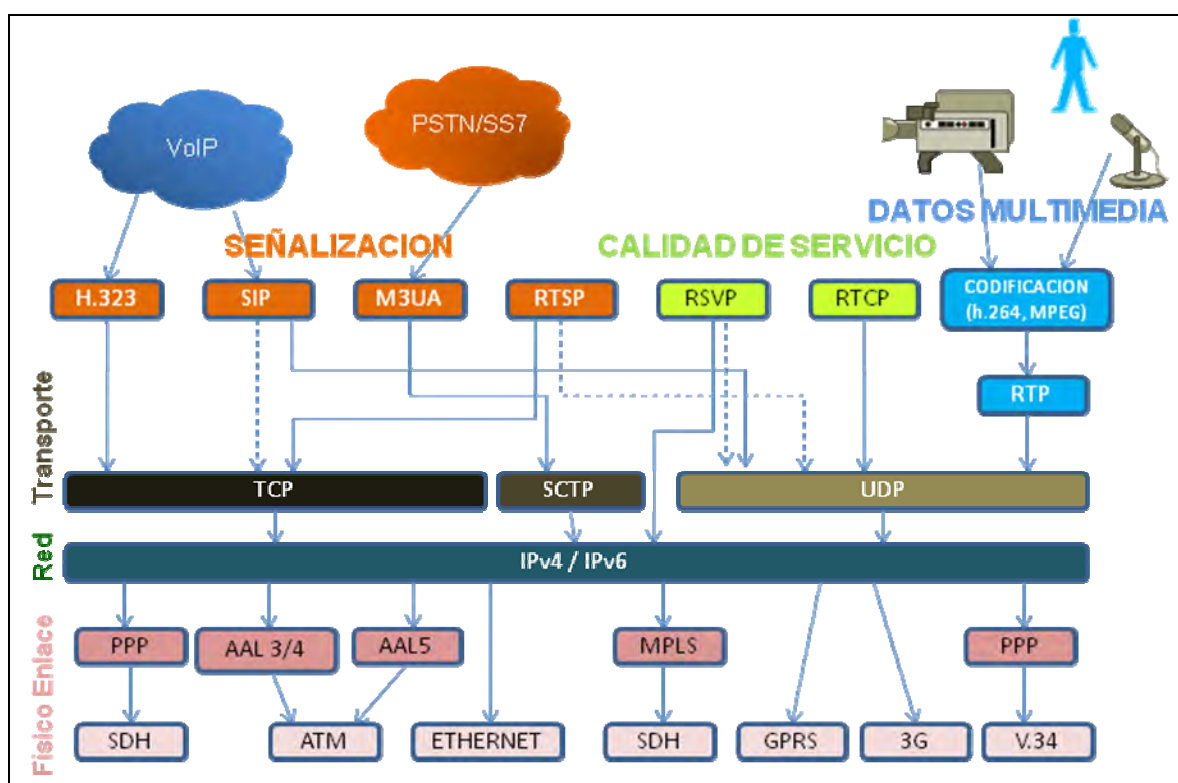 VoIP
PSTN/SS7
DATOS MULTIMEDIA
SEÑALIZACION
CALIDAD DE SERVICIO
H.323
SIP
M3UA
RTSP
RSVP
RTCP
CODIFICACION
(h.264, MPEG)
RTP
Transporte
TCP
SCTP
UDP
Red
IPv4 / IPv6
Fisico Enlace
PPP
AAL 3/4
AAL5
MPLS
PPP
SDH
ATM
ETHERNET
SDH
GPRS
3G
V.34